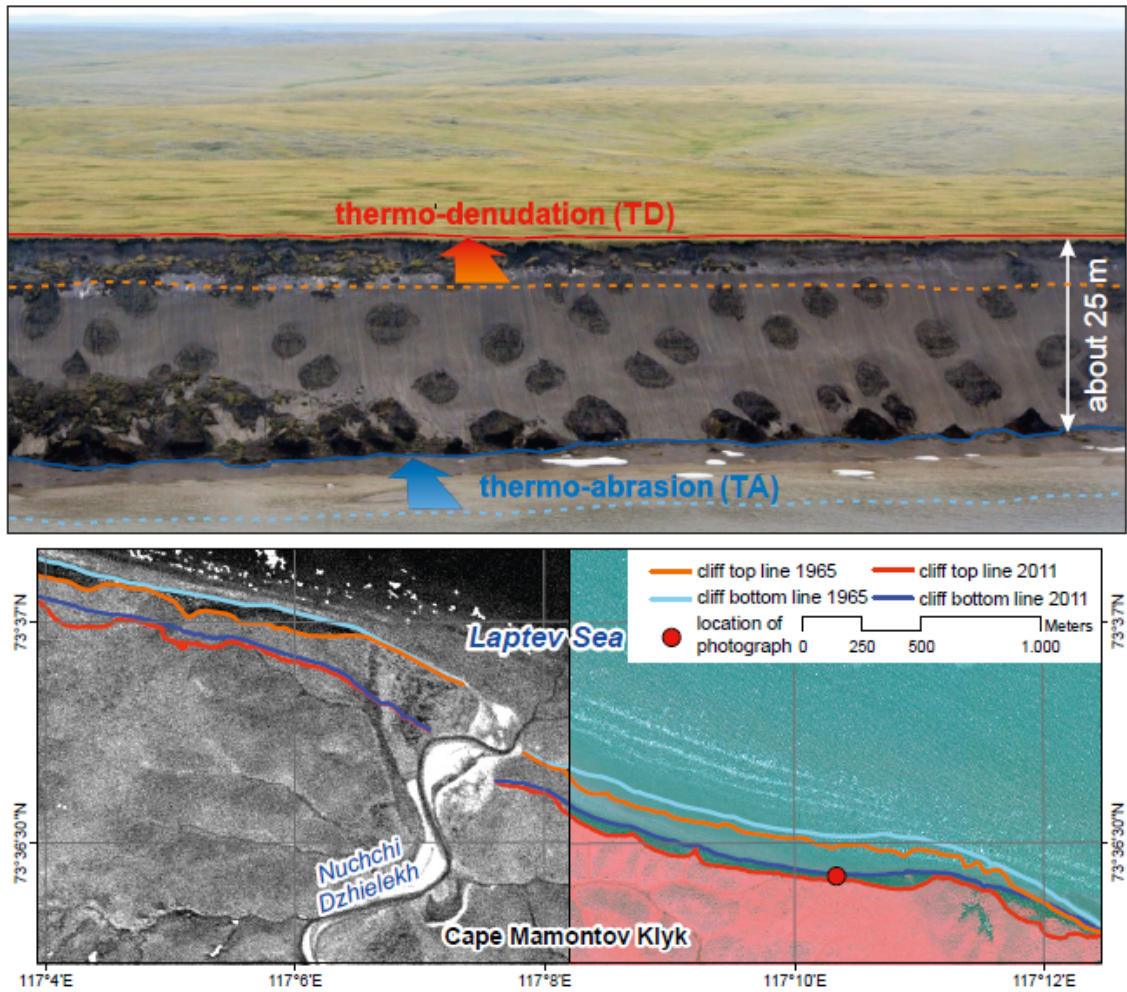 thermo-denudation (TD)
about 25 m
thermo-abrasion (TA)
cliff top line 1965
cliff top line 2011
cliff bottom line 1965
cliff bottom line 2011
location of
photograph
Meters
0
250
500
1.000
73°37'N
73°37'N
Laptev Sea
73°36'30"N
73°36'30"N
Nuchchi
Dzhielekh
Cape Mamontov Klyk
117°4'E
117°6'E
117°8'E
117°10'E
117°12'E